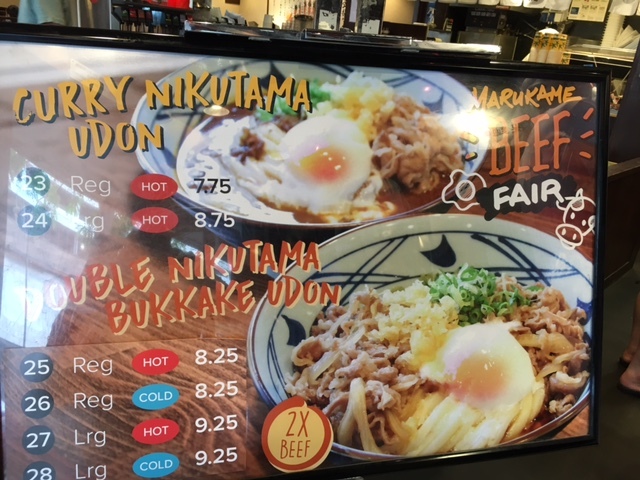 CURRY NIKUTAMA
UDON
23 Reg HOT 7.75
24 Lrg HOT 8.75
MARUKAME
BEEF
FAIR
DOUBLE NIKUTAMA
BUKKAKE UDON
25 Reg HOT 8.25
26 Reg COLD 8.25
27 Lrg HOT 9.25
28 Lrg COLD 9.25
2X
BEEF